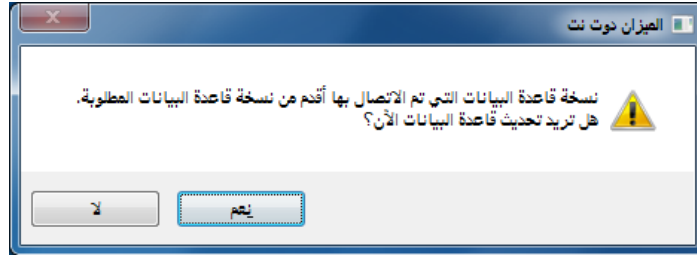 الميزان دوت نت
نسخة قاعدة البيانات التي تم الاتصال بها أقدم من نسخة قاعدة البيانات المطلوبة.
هل تريد تحديث قاعدة البيانات الآن؟
نعم
لا